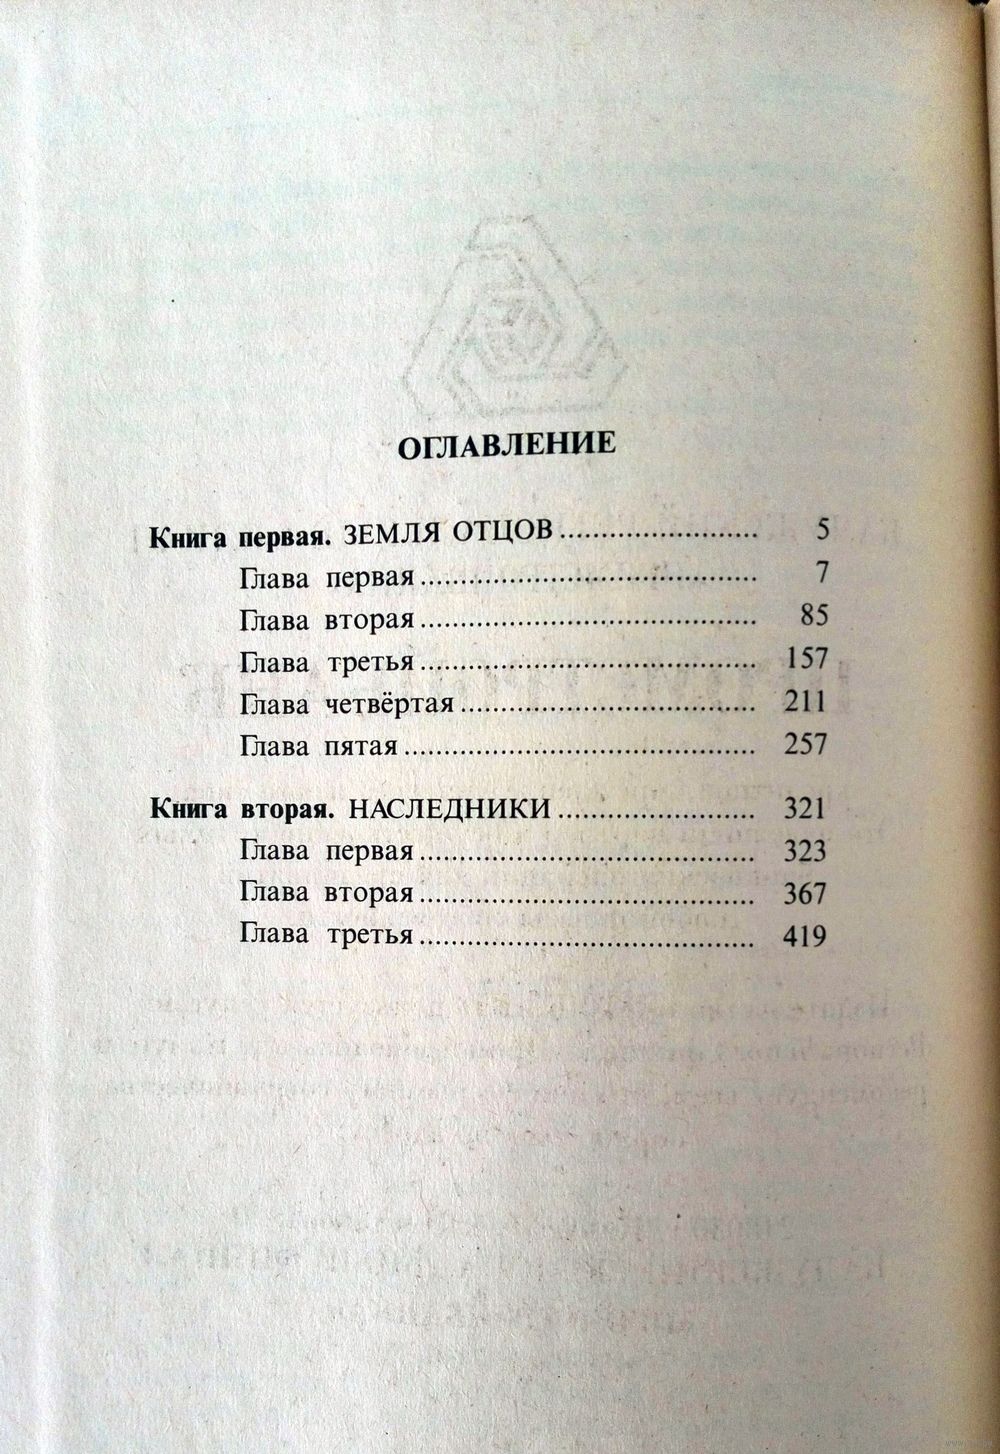 ОГЛАВЛЕНИЕ
Книга первая. ЗЕМЛЯ ОТЦОВ ........................ 5
Глава первая ........................................ 7
Глава вторая ........................................ 85
Глава третья ........................................ 157
Глава четвёртая ................................... 211
Глава пятая .......................................... 257
Книга вторая. НАСЛЕДНИКИ ........................ 321
Глава первая ........................................ 323
Глава вторая ........................................ 367
Глава третья ........................................ 419